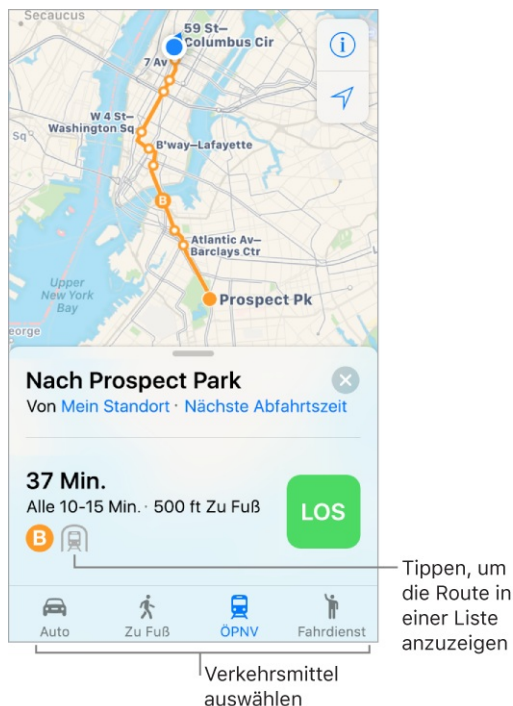 Secaucus
59 St–
Columbus Cir
7 Av
W 4 St–
Washington Sq
Sq
B'way–Lafayette
B
Atlantic Av–
Barclays Ctr
Upper
New York
Bay
Prospect Pk
eorge
Nach Prospect Park
Von Mein Standort · Nächste Abfahrtszeit
37 Min.
Alle 10-15 Min. · 500 ft Zu Fuß
LOS
B
Auto
Zu Fuß
ÖPNV
Fahrdienst
Tippen, um
die Route in
einer Liste
anzuzeigen
Verkehrsmittel
auswählen